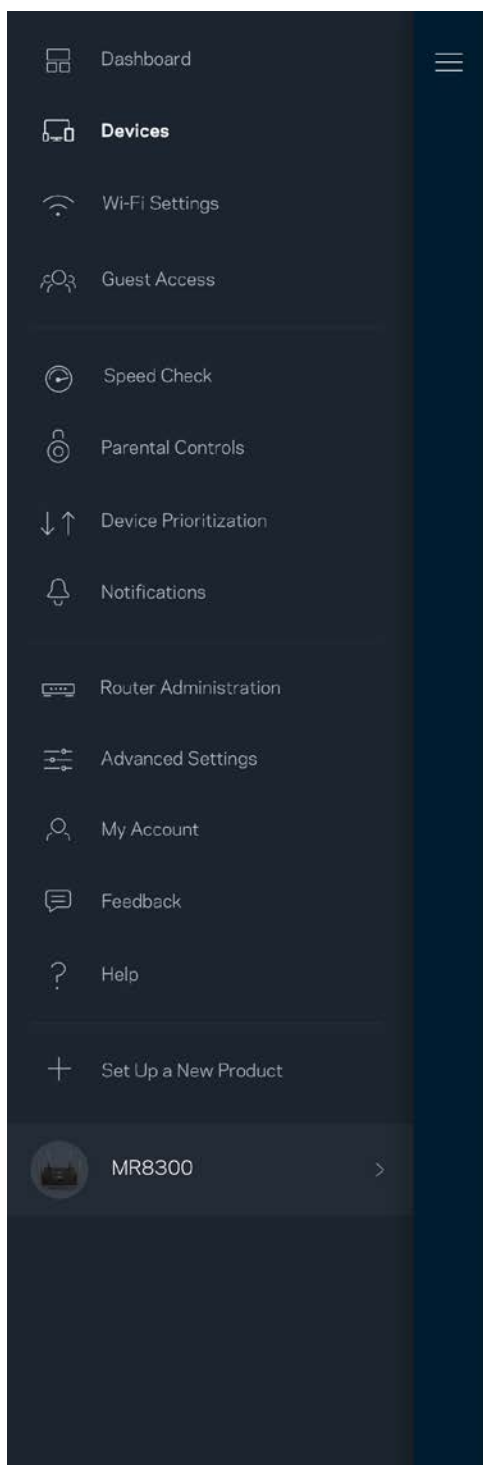 Dashboard
Devices
Wi-Fi Settings
Guest Access
Speed Check
Parental Controls
Device Prioritization
Notifications
Router Administration
Advanced Settings
My Account
Feedback
Help
Set Up a New Product
MR8300